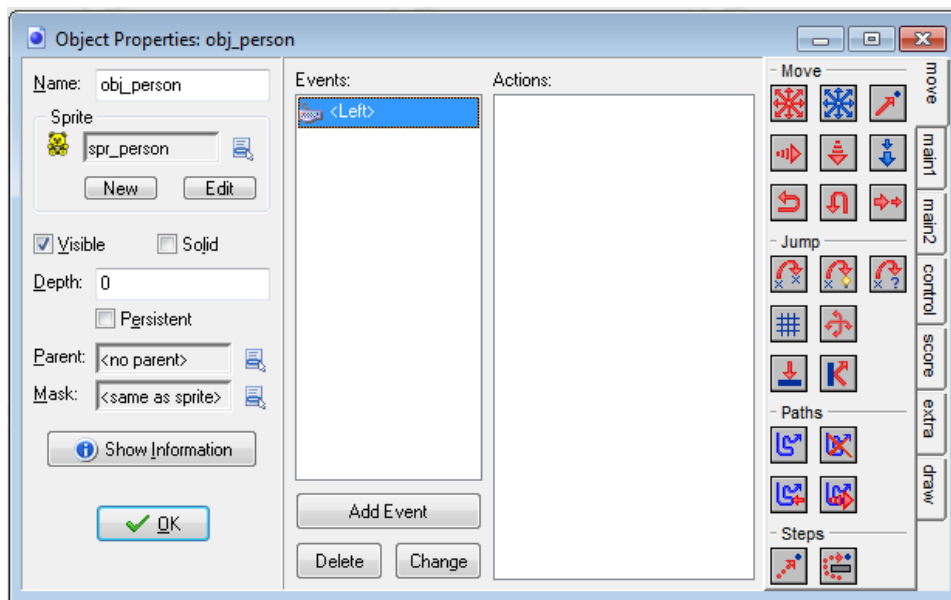 Object Properties: obj_person
Name: obj_person
Sprite
spr_person
New Edit
Visible Solid
Depth: 0
Persistent
Parent: <no parent>
Mask: <same as sprite>
Show Information
OK
Events:
<Left>
Add Event
Delete Change
Actions:
Move
Jump
Paths
Steps
move
main1
main2
control
score
extra
draw